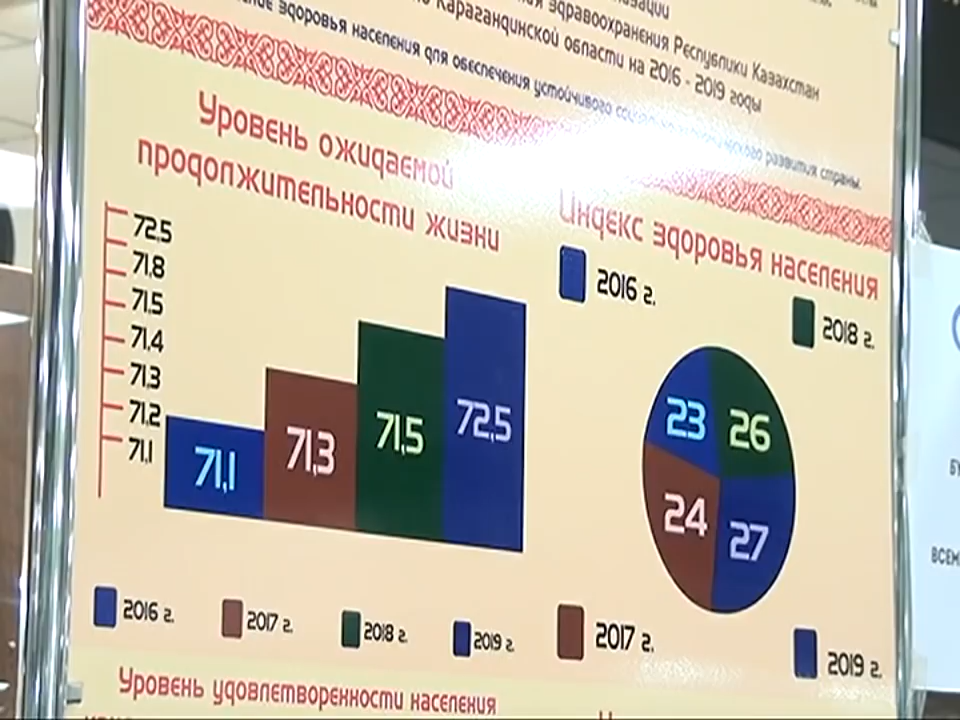 здравоохранения Республики Казахстан
Карагандинской области на 2016 - 2019 годы
здоровья населения для обеспечения устойчивого развития страны.
Уровень ожидаемой
продолжительности жизни
72,5
71,8
71,5
71,4
71,3
71,2
71,1
71,1
71,3
71,5
72,5
2016 г.
2017 г.
2018 г.
2019 г.
Индекс здоровья населения
2016 г.
2018 г.
23
26
24
27
2017 г.
2019 г.
Уровень удовлетворенности населения